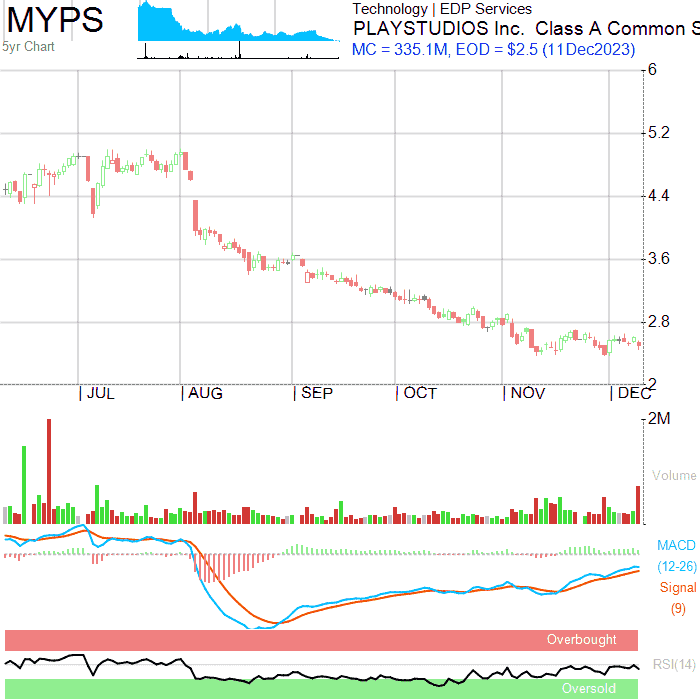 MYPS
5yr Chart
Technology | EDP Services
PLAYSTUDIOS Inc.  Class A Common S
MC = 335.1M, EOD = $2.5 (11Dec2023)
6
5.2
4.4
3.6
2.8
2
| JUL | AUG | SEP | OCT | NOV | DEC
2M
Volume
MACD
(12-26)
Signal
(9)
Overbought
RSI(14)
Oversold